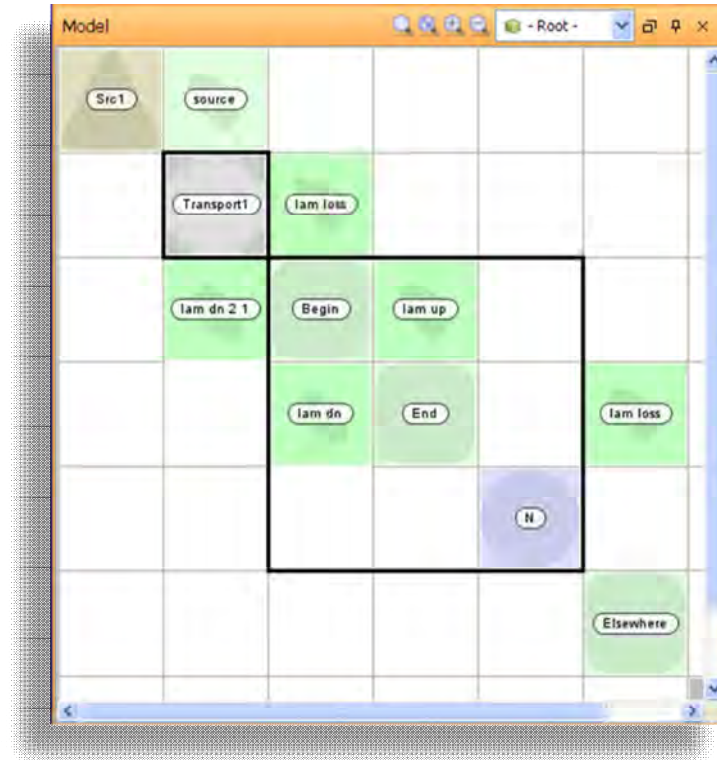 Model - Root -
Src1 source
Transport1 lam loss
lam dn 2 1 Begin lam up
lam dn End lam loss
N
Elsewhere